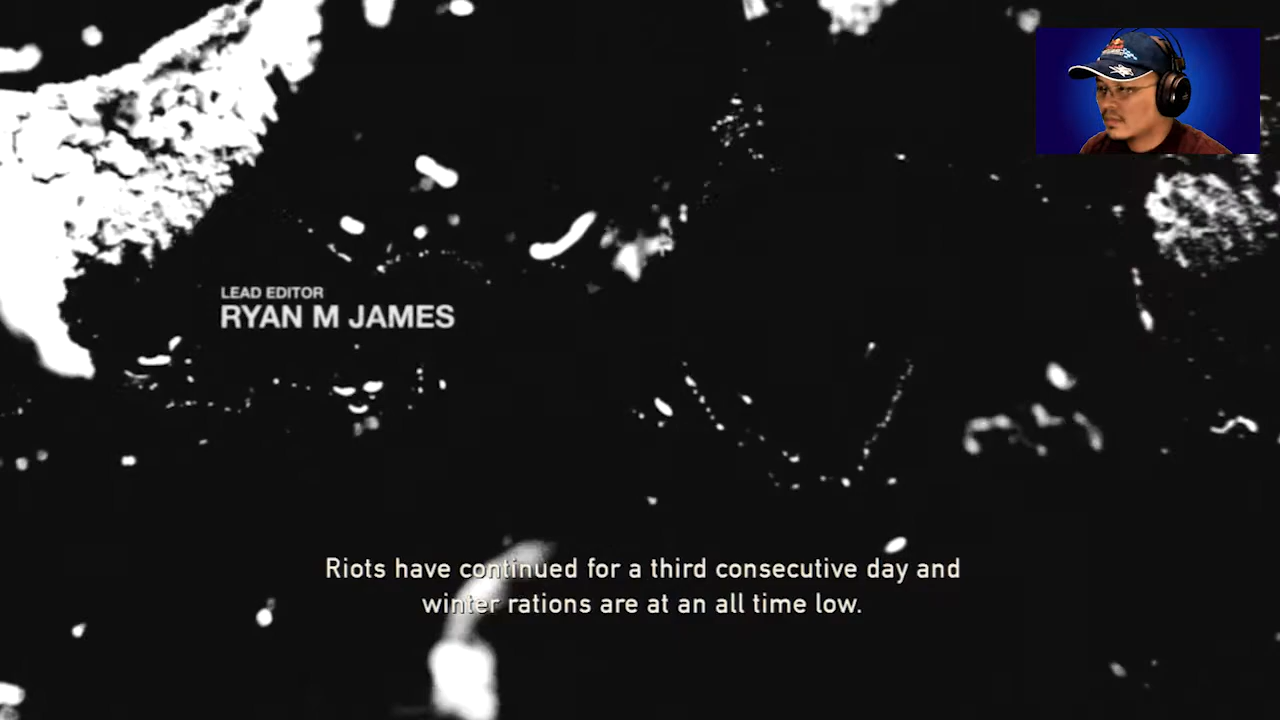 LEAD EDITOR
RYAN M JAMES
Riots have continued for a third consecutive day and
winter rations are at an all time low.